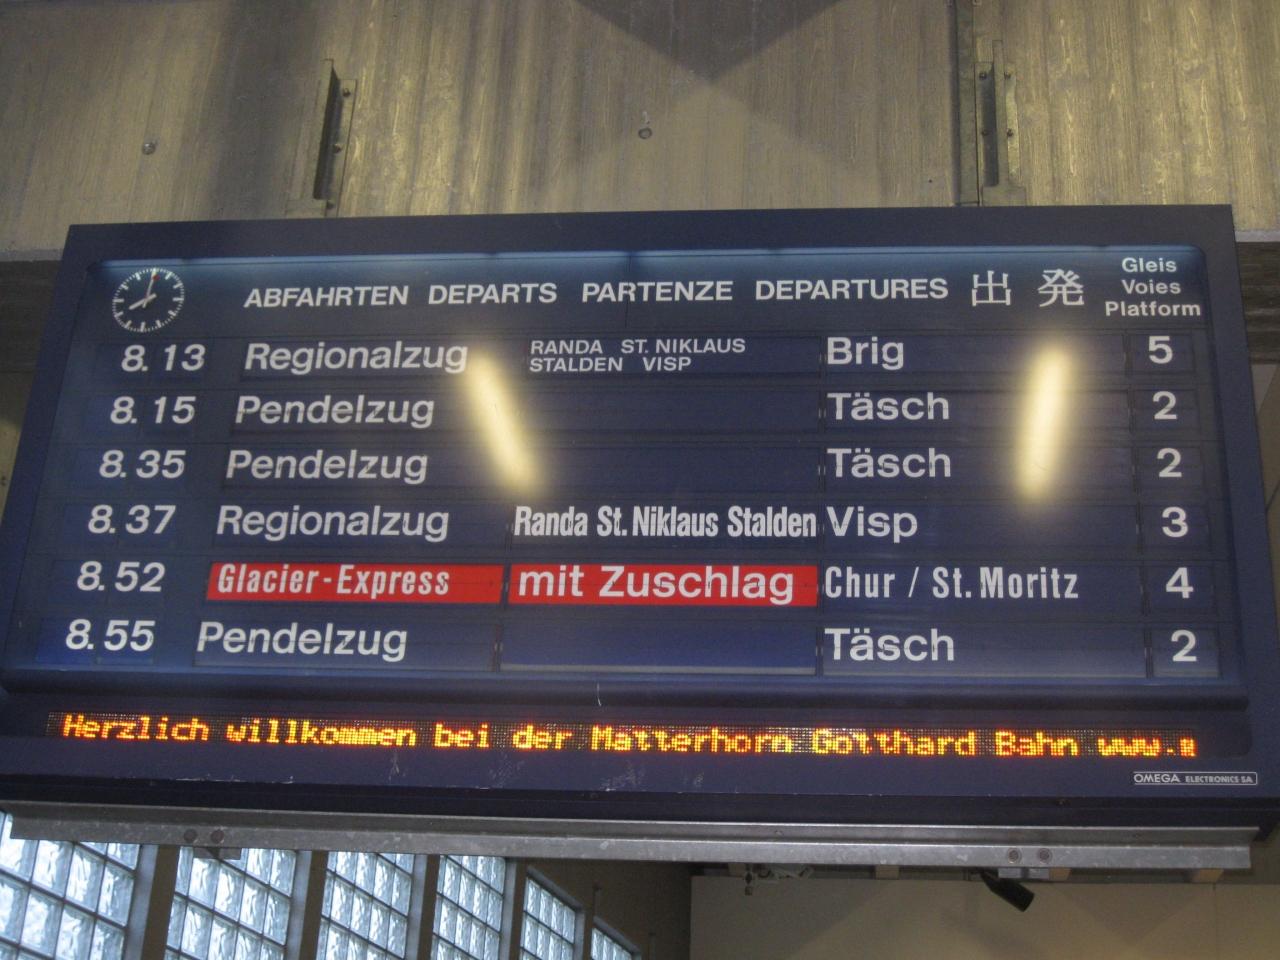 ABFAHRTEN DEPARTS PARTENZE DEPARTURES 出発 Gleis
Voies
Platform
8.13 Regionalzug RANDA ST. NIKLAUS STALDEN VISP Brig 5
8.15 Pendelzug Täsch 2
8.35 Pendelzug Täsch 2
8.37 Regionalzug Randa St. Niklaus Stalden Visp 3
8.52 Glacier-Express mit Zuschlag Chur / St. Moritz 4
8.55 Pendelzug Täsch 2
Herzlich willkommen bei der Matterhorn Gotthard Bahn www.
OMEGA ELECTRONICS SA